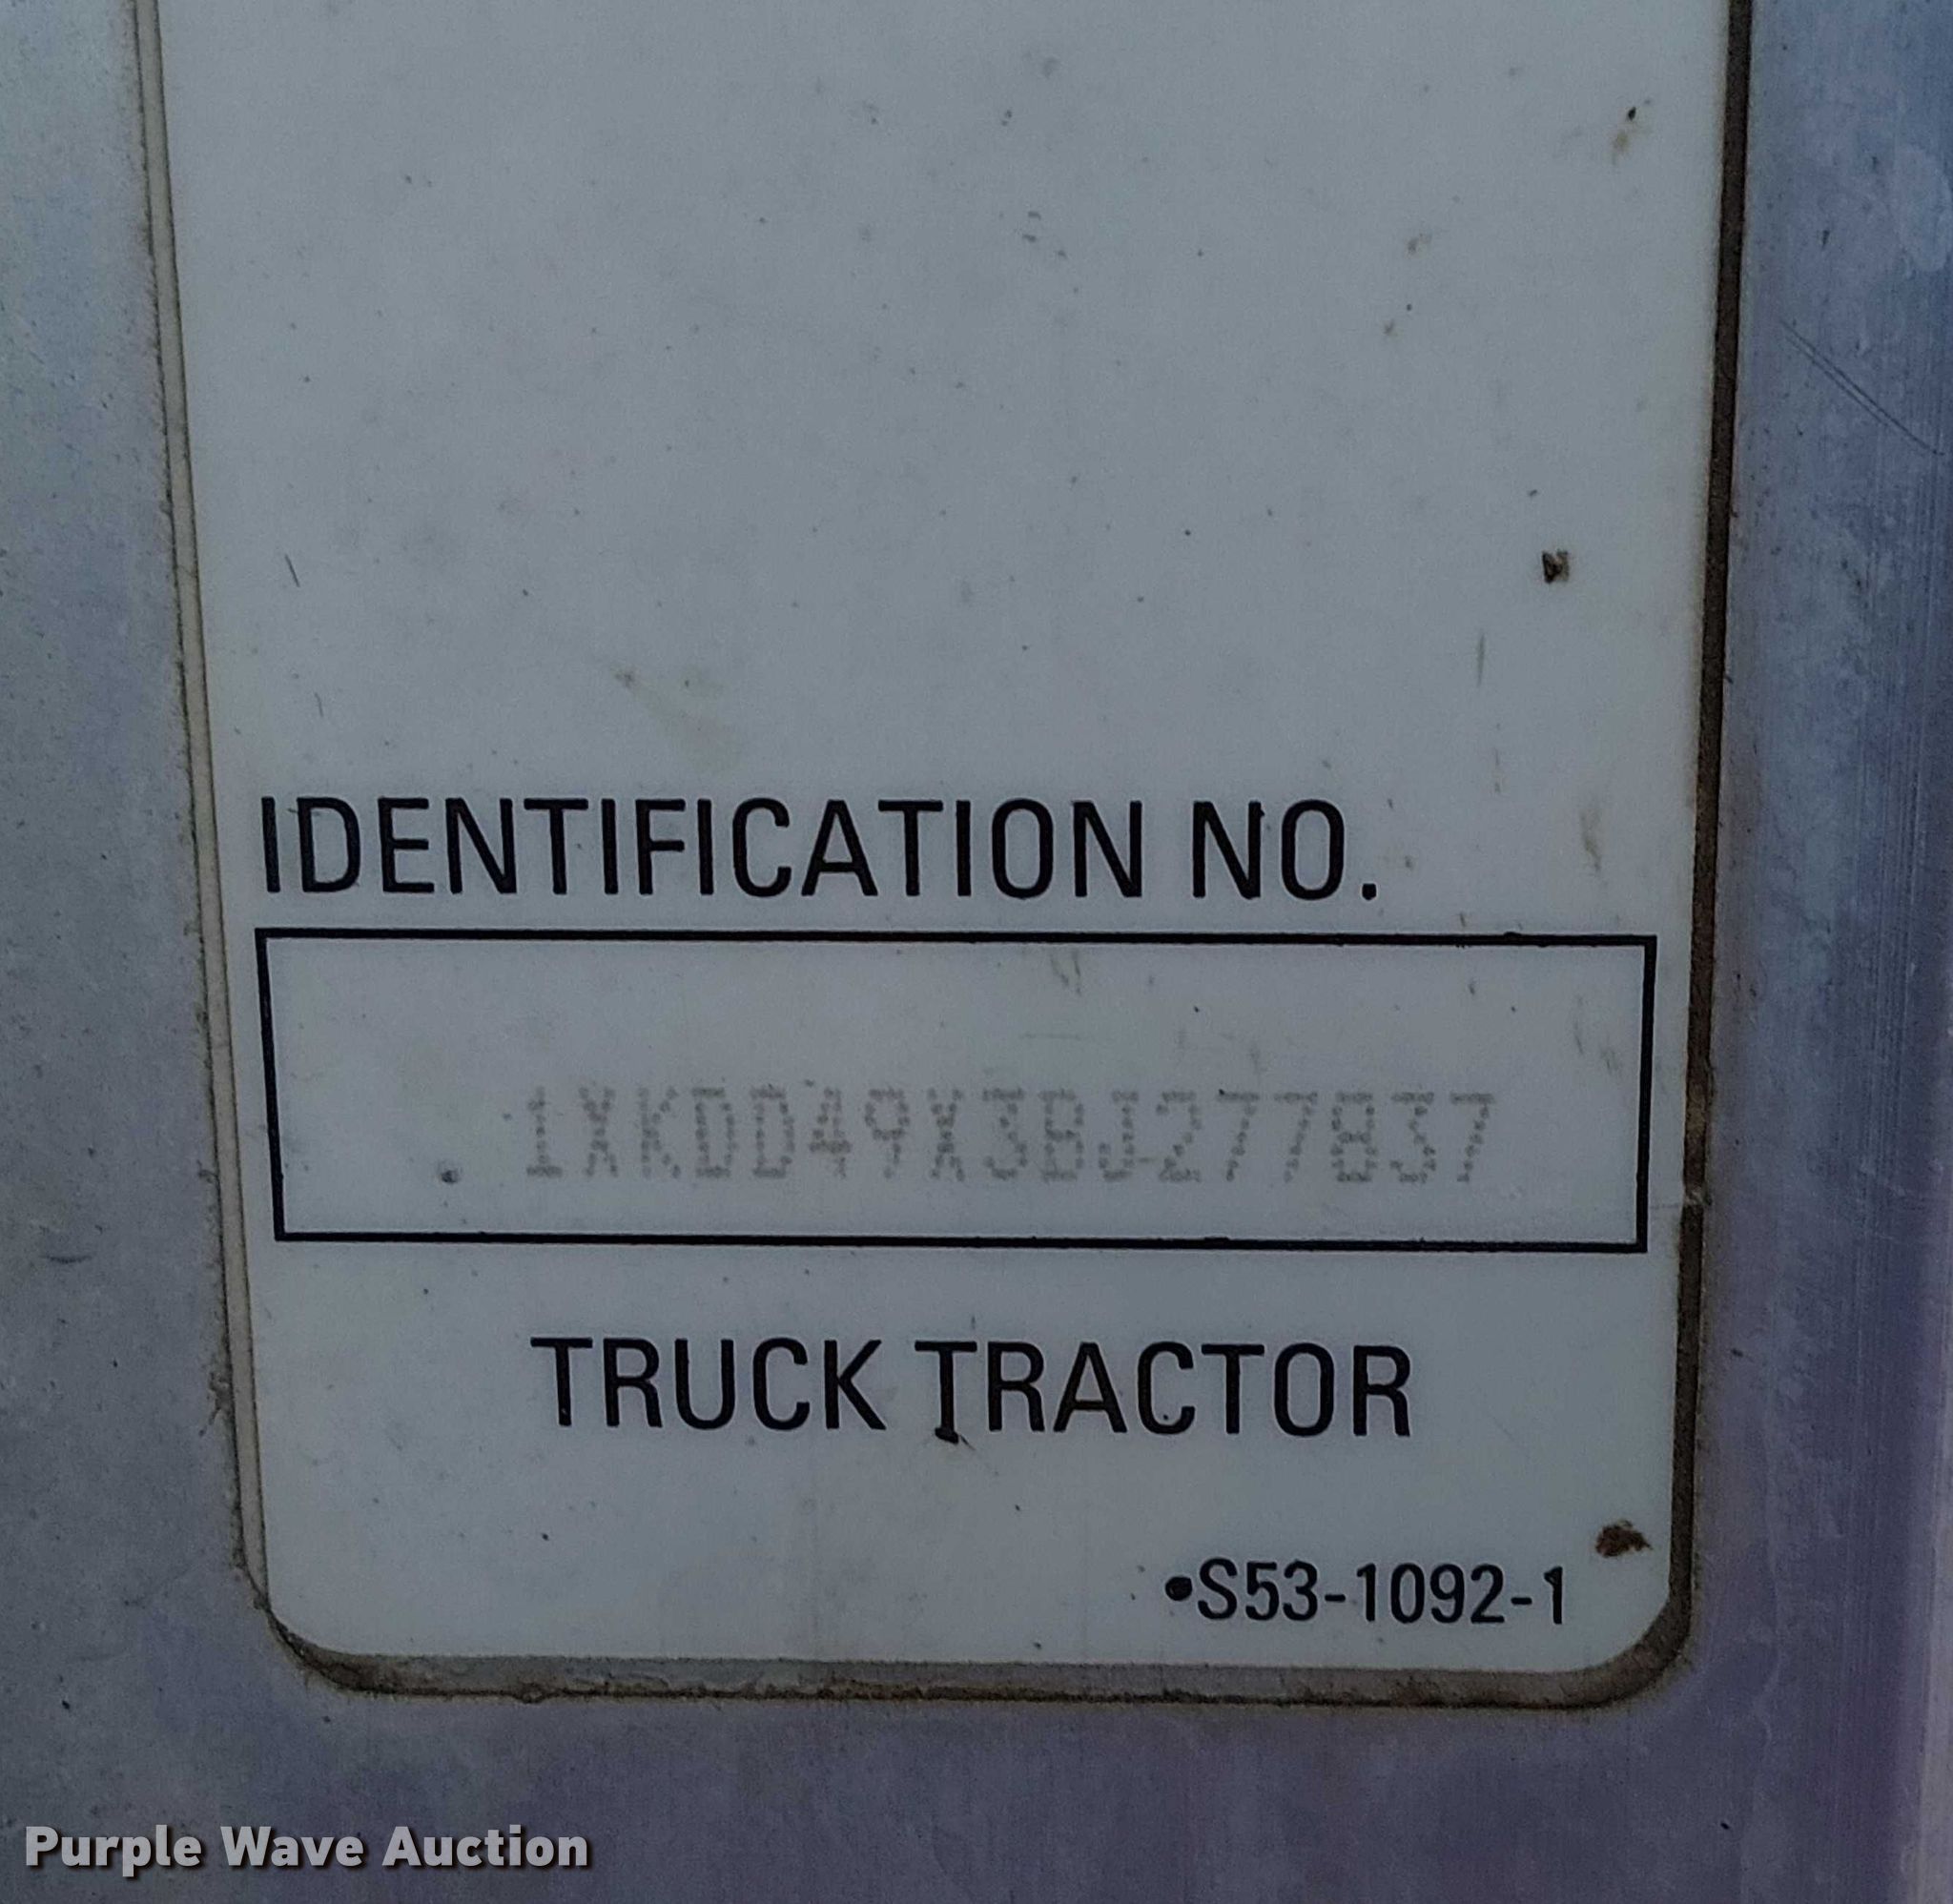 IDENTIFICATION NO.
1XKDD49X3BJ277837
TRUCK TRACTOR
•S53-1092-1
Purple Wave Auction